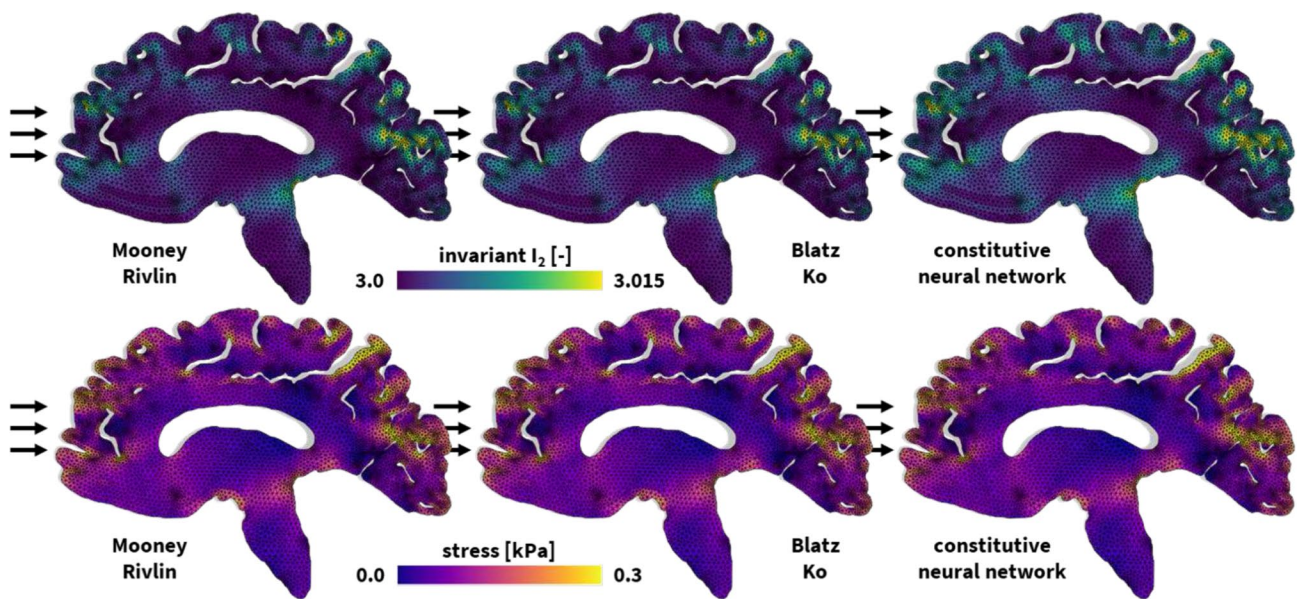 Mooney
Rivlin
invariant I₂ [-]
3.0
3.015
Blatz
Ko
constitutive
neural network
Mooney
Rivlin
stress [kPa]
0.0
0.3
Blatz
Ko
constitutive
neural network